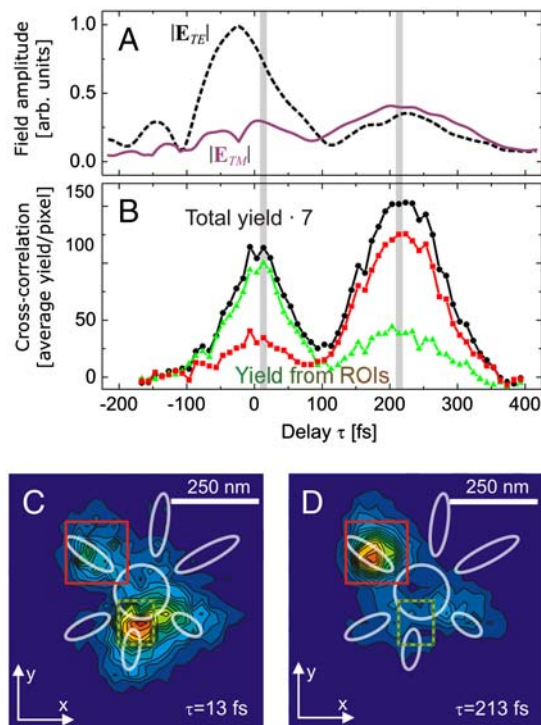 A
|E_TE|
|E_TM|
Field amplitude
[arb. units]
1.0
0.5
0.0
B
Total yield · 7
Yield from ROIs
Cross-correlation
[average yield/pixel]
150
100
50
0
-200 -100 0 100 200 300 400
Delay τ [fs]
C
250 nm
y
x
τ=13 fs
D
250 nm
y
x
τ=213 fs